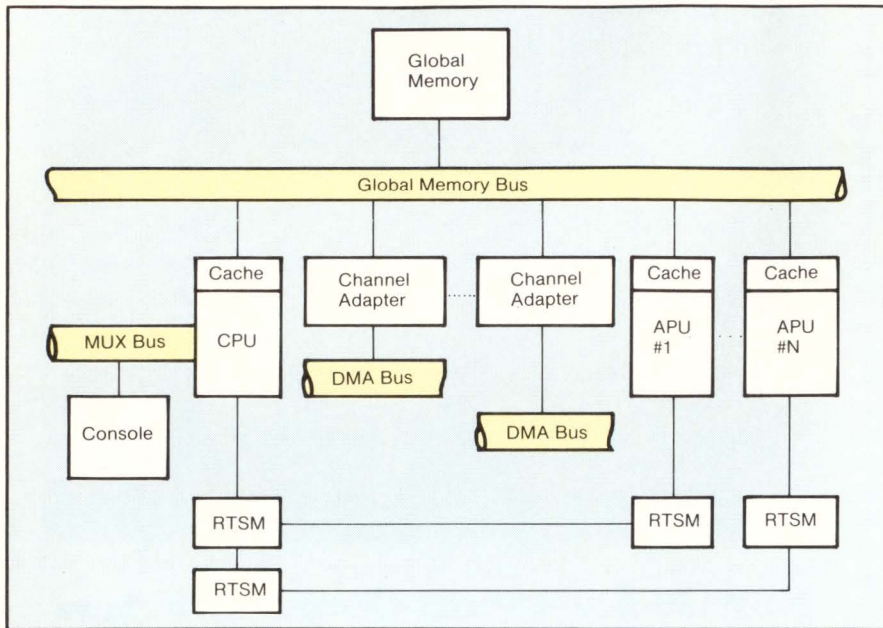 Global
Memory
Global Memory Bus
Cache
CPU
Channel
Adapter
Channel
Adapter
Cache
APU
#1
Cache
APU
#N
MUX Bus
DMA Bus
Console
DMA Bus
RTSM
RTSM
RTSM
RTSM